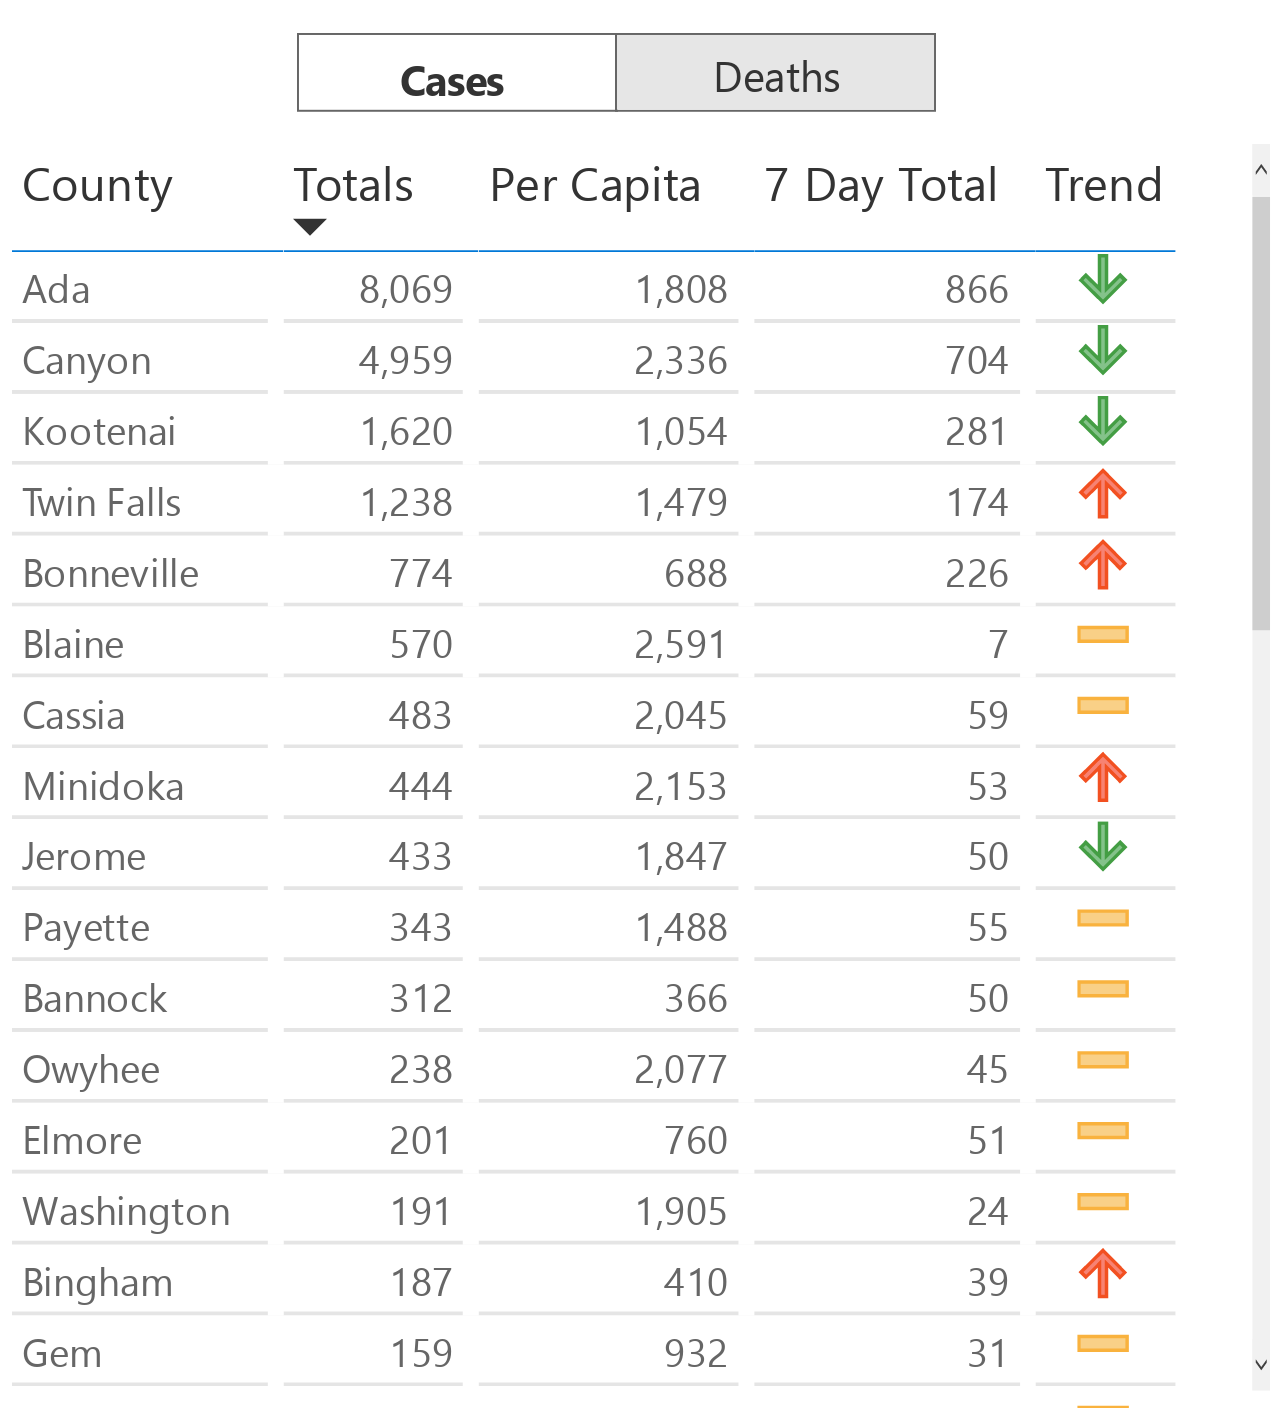 Cases Deaths
County Totals Per Capita 7 Day Total Trend
Ada 8,069 1,808 866
Canyon 4,959 2,336 704
Kootenai 1,620 1,054 281
Twin Falls 1,238 1,479 174
Bonneville 774 688 226
Blaine 570 2,591 7
Cassia 483 2,045 59
Minidoka 444 2,153 53
Jerome 433 1,847 50
Payette 343 1,488 55
Bannock 312 366 50
Owyhee 238 2,077 45
Elmore 201 760 51
Washington 191 1,905 24
Bingham 187 410 39
Gem 159 932 31